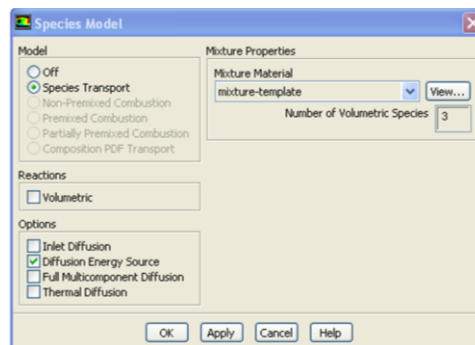 Species Model
Model
Off
Species Transport
Non-Premixed Combustion
Premixed Combustion
Partially Premixed Combustion
Composition PDF Transport
Reactions
Volumetric
Options
Inlet Diffusion
Diffusion Energy Source
Full Multicomponent Diffusion
Thermal Diffusion
Mixture Properties
Mixture Material
mixture-template View...
Number of Volumetric Species 3
OK Apply Cancel Help